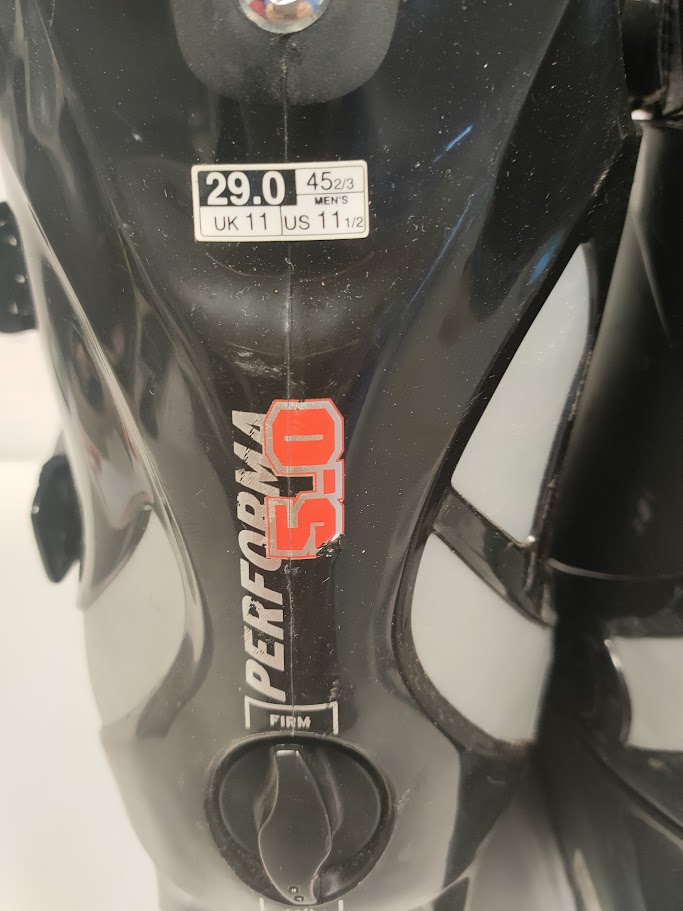 29.0 45 2/3
MEN'S
UK 11 US 11 1/2
PERFORMA
5.0
FIRM